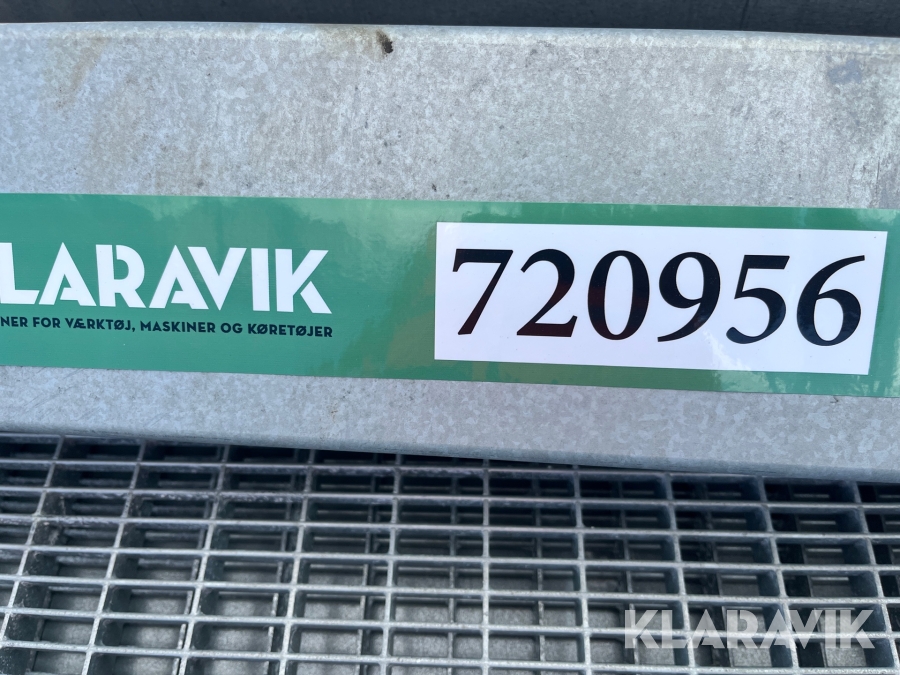 LARAVIK
NER FOR VÆRKTØJ, MASKINER OG KØRETØJER
720956
KLARAVIK